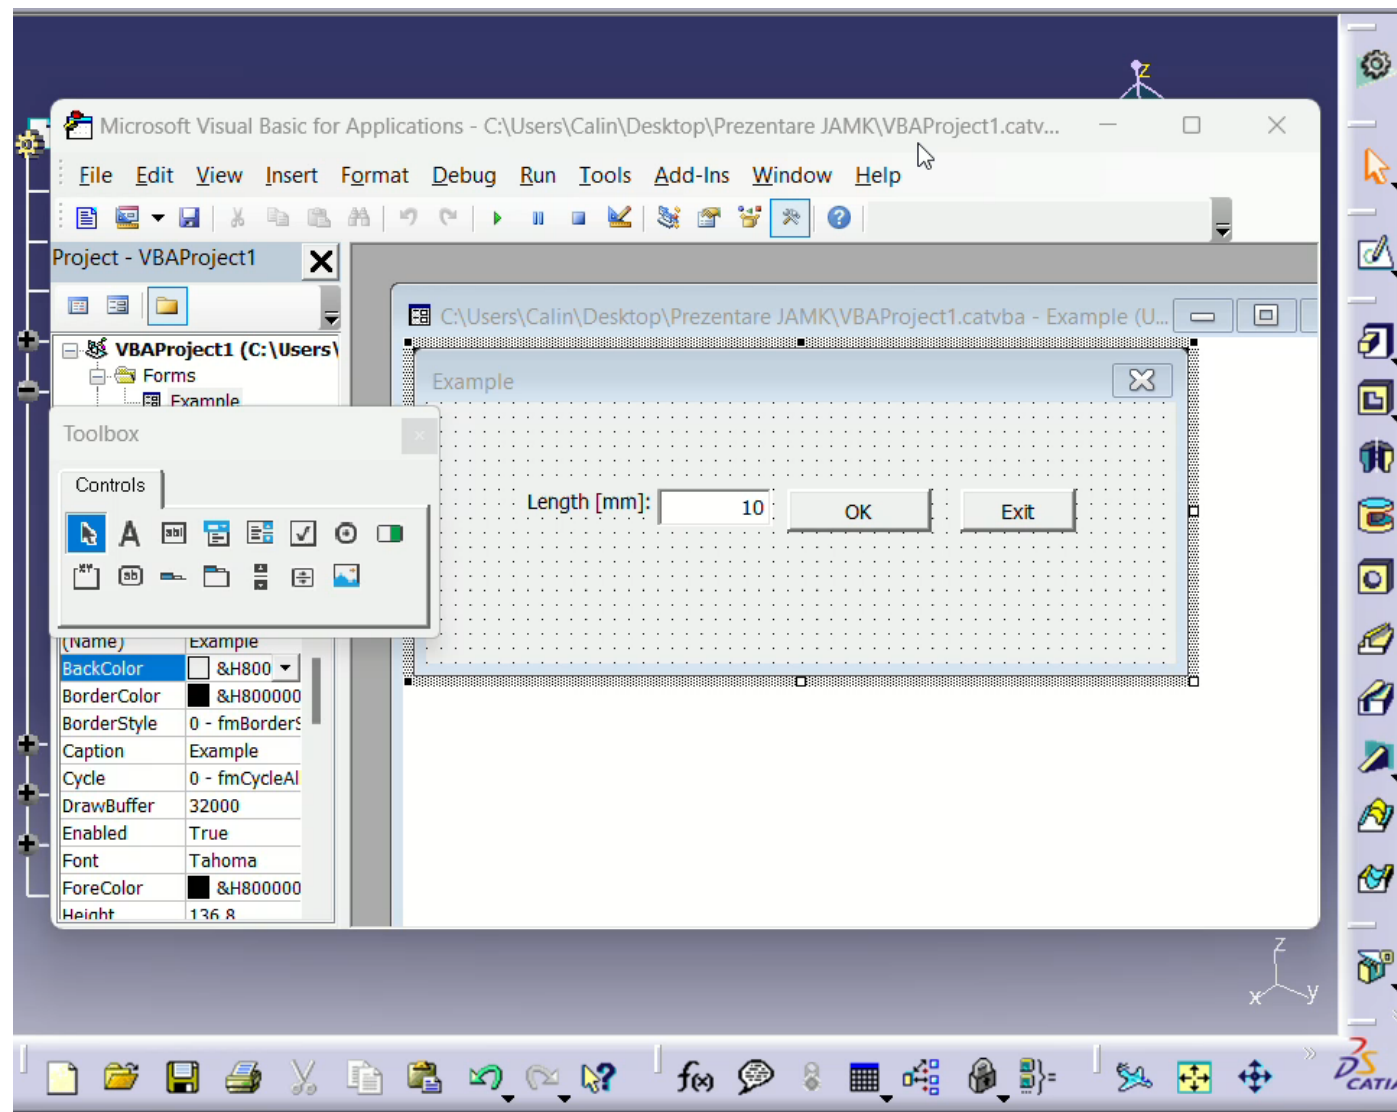 z
Microsoft Visual Basic for Applications - C:\Users\Calin\Desktop\Prezentare JAMK\VBAProject1.catv...
File Edit View Insert Format Debug Run Tools Add-Ins Window Help
Project - VBAProject1
C:\Users\Calin\Desktop\Prezentare JAMK\VBAProject1.catvba - Example (U...
VBAProject1 (C:\Users\
Forms
Example
Example
Toolbox
Controls
Length [mm]: 10 OK Exit
(Name) Example
BackColor &H800
BorderColor &H800000
BorderStyle 0 - fmBorderS
Caption Example
Cycle 0 - fmCycleAl
DrawBuffer 32000
Enabled True
Font Tahoma
ForeColor &H800000
Height 136.8
z
x y
f(x)
CATIA